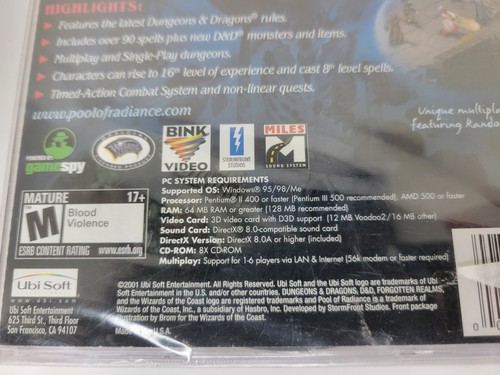 HIGHLIGHTS:
Features the latest Dungeons & Dragons® rules.
Includes over 90 spells plus new D&D® monsters and items.
Multiplay and Single-Play dungeons.
Characters can rise to 16th level of experience and cast 8th level spells.
Timed-Action Combat System and non-linear quests.
www.poolofradiance.com
Unique multipla
featuring Rando
POWERED BY
gamespy
BINK
VIDEO
STORMFRONT
STUDIOS
MILES
SOUND SYSTEM
PC SYSTEM REQUIREMENTS
Supported OS: Windows® 95/98/Me
Processor: Pentium® II 400 or faster (Pentium III 500 recommended), AMD 500 or faster
RAM: 64 MB RAM or greater (128 MB recommended)
Video Card: 3D video card with D3D support (12 MB Voodoo2/16 MB other)
Sound Card: DirectX® 8.0-compatible sound card
DirectX Version: DirectX® 8.0A or higher (included)
CD-ROM: 8X CD-ROM
Multiplay: Support for 1-6 players via LAN & Internet (56k modem or faster required)
MATURE 17+
M
Blood
Violence
ESRB CONTENT RATING www.esrb.org
Ubi Soft
www.ubi.com
Ubi Soft Entertainment
625 Third St., Third Floor
San Francisco, CA 94107
©2001 Ubi Soft Entertainment. All Rights Reserved. Ubi Soft and the Ubi Soft logo are trademarks of Ubi
Soft Entertainment in the U.S. and/or other countries. DUNGEONS & DRAGONS, D&D, FORGOTTEN REALMS,
and the Wizards of the Coast logo are registered trademarks and Pool of Radiance is a trademark of
Wizards of the Coast, Inc., a subsidiary of Hasbro, Inc. Developed by StormFront Studios. Front package
illustration by Brom for the Wizards of the Coast.
Made in U.S.A.
0